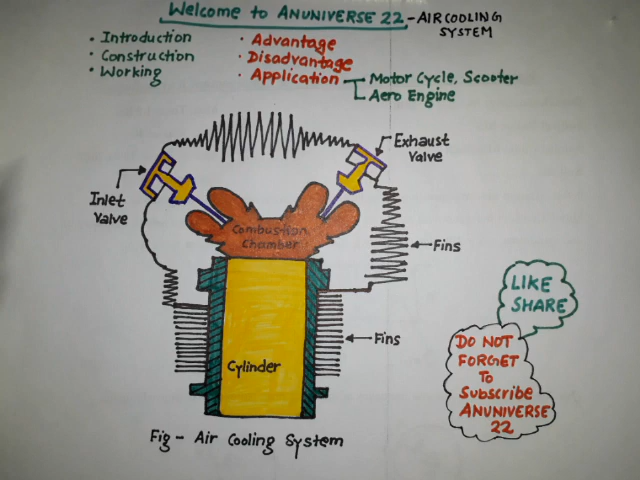 Welcome to ANUNIVERSE 22 - AIR COOLING
SYSTEM
• Introduction
• Construction
• Working
• Advantage
• Disadvantage
• Application
Motor Cycle, Scooter
Aero Engine
Exhaust
Valve
Inlet
Valve
Combustion
Chamber
Fins
Fins
Cylinder
LIKE
SHARE
DO NOT
FORGET
To
Subscribe
ANUNIVERSE
22
Fig - Air Cooling System